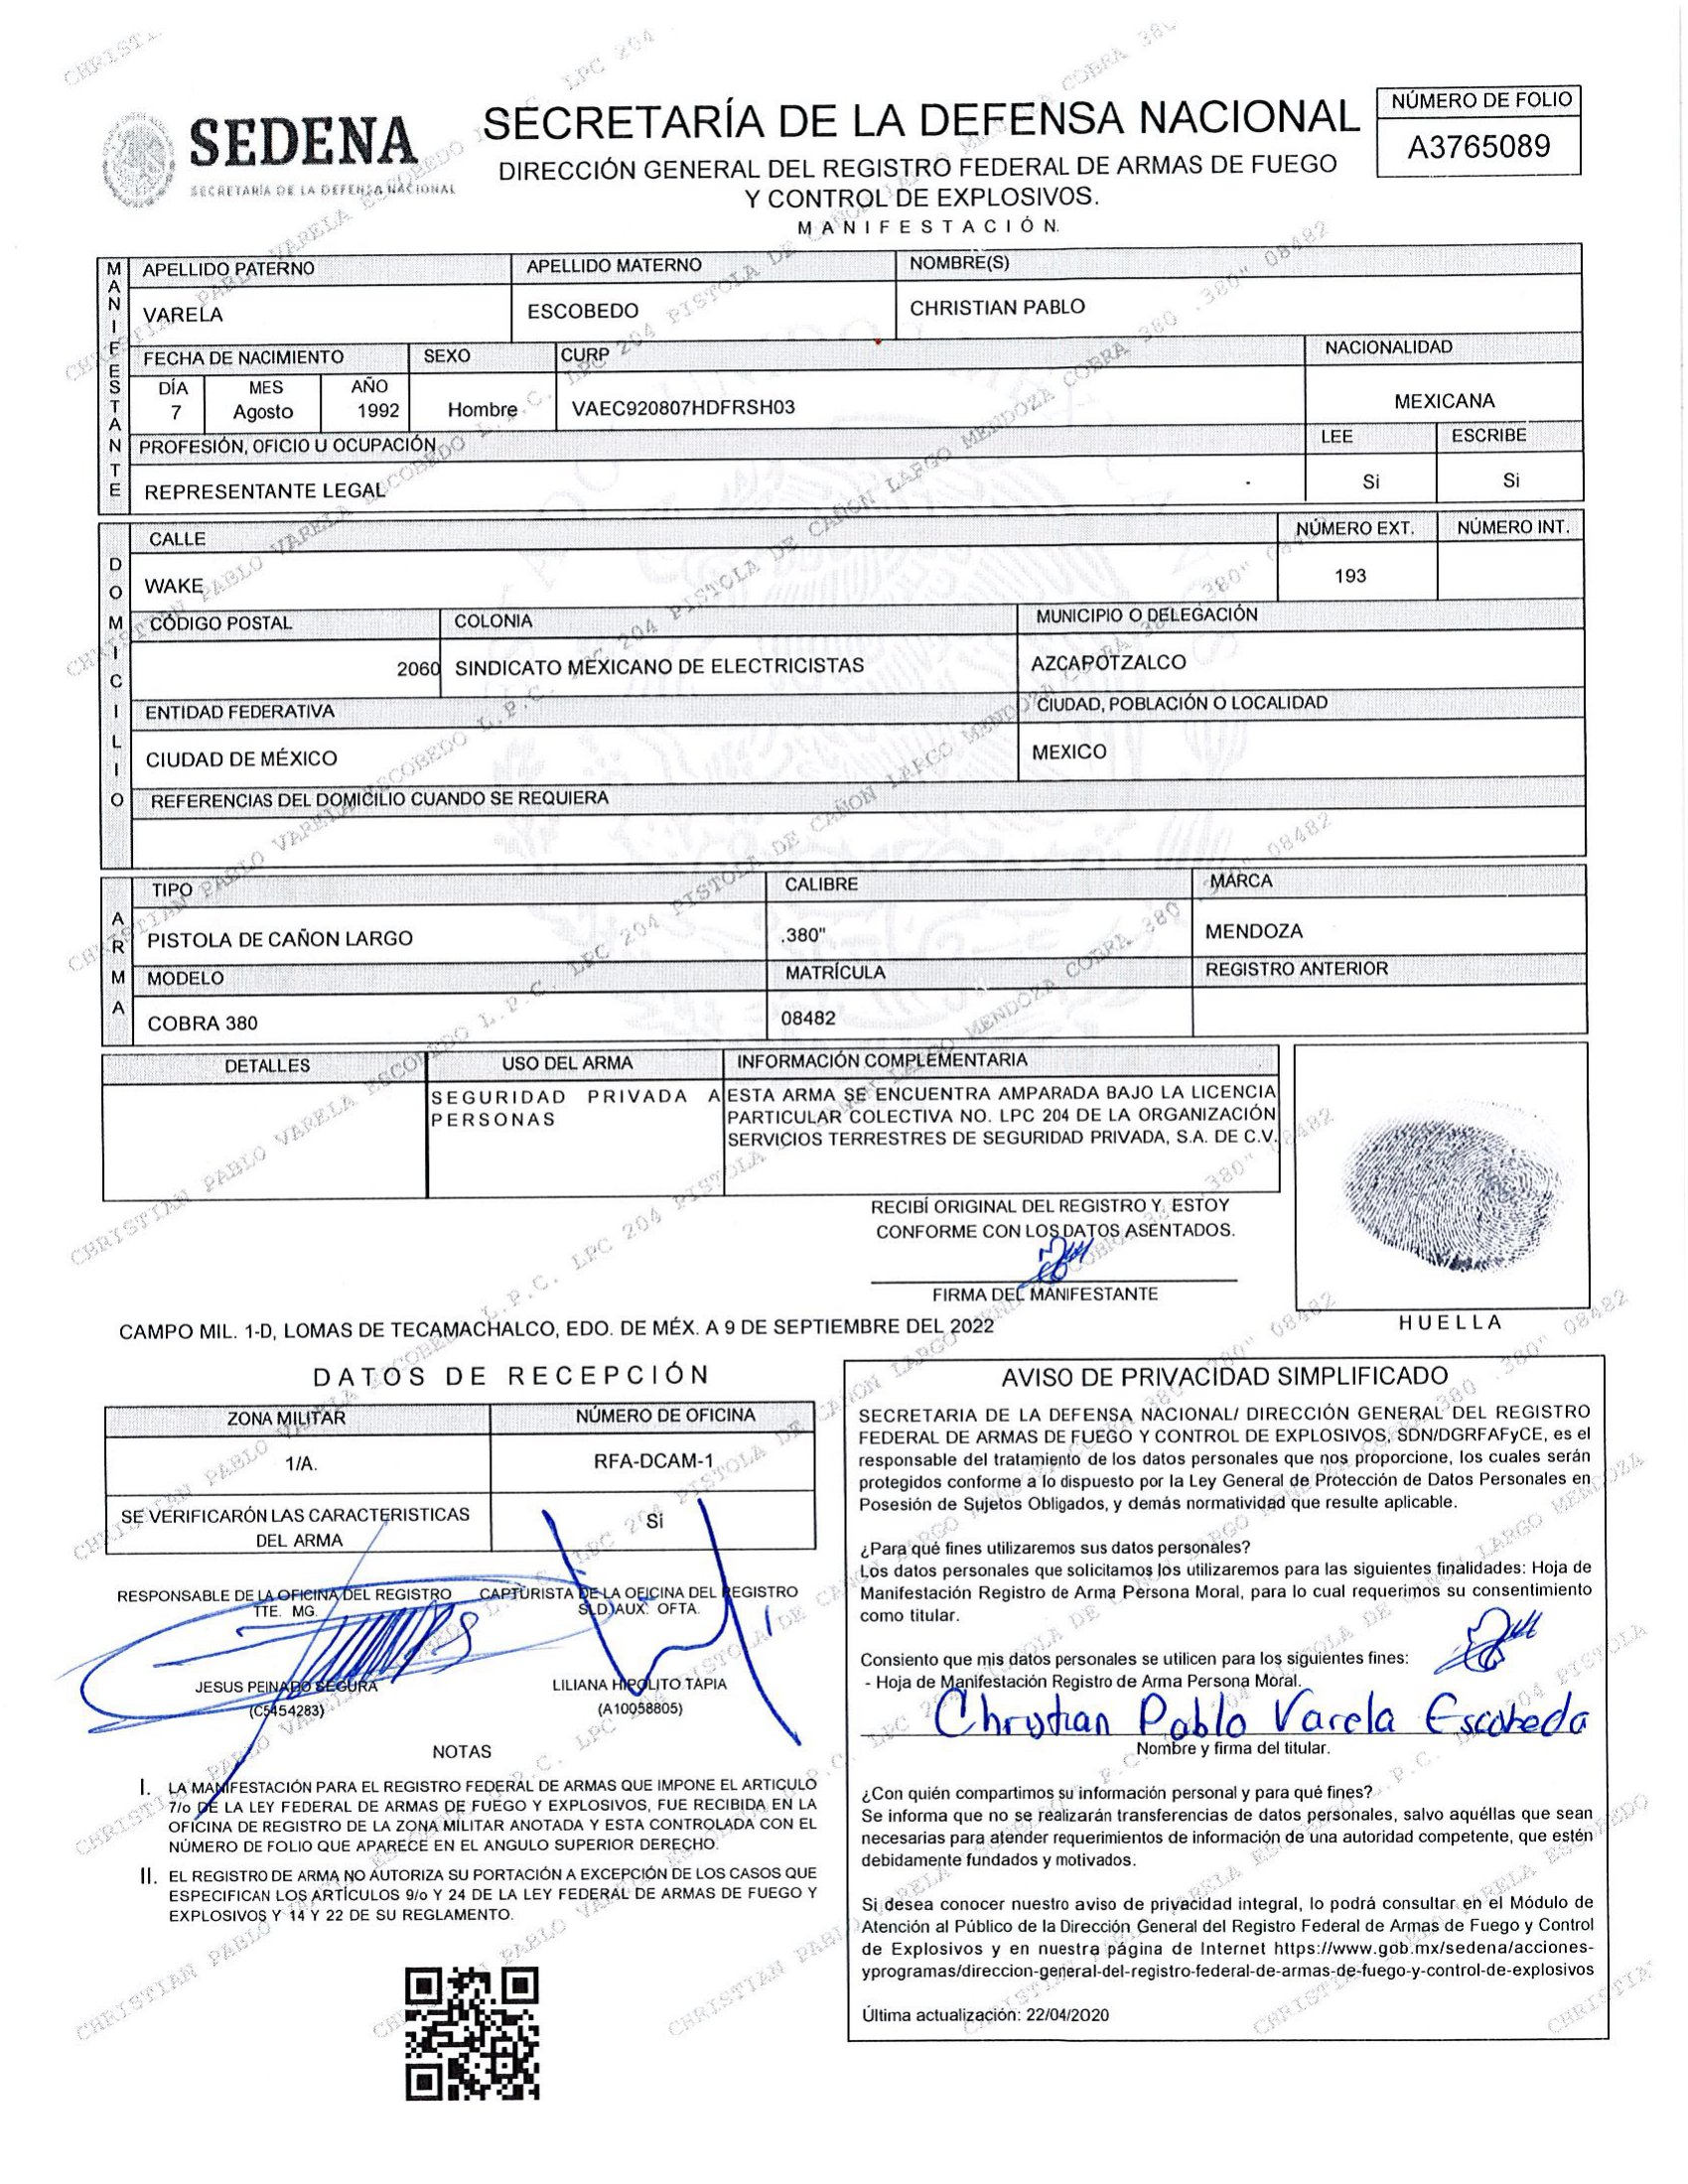 SEDENA
SECRETARÍA DE LA DEFENSA NACIONAL
SECRETARÍA DE LA DEFENSA NACIONAL
DIRECCIÓN GENERAL DEL REGISTRO FEDERAL DE ARMAS DE FUEGO
Y CONTROL DE EXPLOSIVOS.
MANIFESTACIÓN.
NÚMERO DE FOLIO
A3765089
MANIFESTANTE
APELLIDO PATERNO APELLIDO MATERNO NOMBRE(S)
VARELA ESCOBEDO CHRISTIAN PABLO
FECHA DE NACIMIENTO SEXO CURP NACIONALIDAD
DÍA MES AÑO
7 Agosto 1992 Hombre VAEC920807HDFRSH03 MEXICANA
PROFESIÓN, OFICIO U OCUPACIÓN LEE ESCRIBE
REPRESENTANTE LEGAL Si Si
DOMICILIO
CALLE NÚMERO EXT. NÚMERO INT.
WAKE 193
CÓDIGO POSTAL COLONIA MUNICIPIO O DELEGACIÓN
2060 SINDICATO MEXICANO DE ELECTRICISTAS AZCAPOTZALCO
ENTIDAD FEDERATIVA CIUDAD, POBLACIÓN O LOCALIDAD
CIUDAD DE MÉXICO MEXICO
REFERENCIAS DEL DOMICILIO CUANDO SE REQUIERA
ARMA
TIPO CALIBRE MARCA
PISTOLA DE CAÑON LARGO .380" MENDOZA
MODELO MATRÍCULA REGISTRO ANTERIOR
COBRA 380 08482
DETALLES USO DEL ARMA INFORMACIÓN COMPLEMENTARIA
SEGURIDAD PRIVADA A PERSONAS
ESTA ARMA SE ENCUENTRA AMPARADA BAJO LA LICENCIA
PARTICULAR COLECTIVA NO. LPC 204 DE LA ORGANIZACIÓN
SERVICIOS TERRESTRES DE SEGURIDAD PRIVADA, S.A. DE C.V.
RECIBÍ ORIGINAL DEL REGISTRO Y ESTOY
CONFORME CON LOS DATOS ASENTADOS.
FIRMA DEL MANIFESTANTE
HUELLA
CAMPO MIL. 1-D, LOMAS DE TECAMACHALCO, EDO. DE MÉX. A 9 DE SEPTIEMBRE DEL 2022
DATOS DE RECEPCIÓN
ZONA MILITAR NÚMERO DE OFICINA
1/A. RFA-DCAM-1
SE VERIFICARÓN LAS CARACTERISTICAS
DEL ARMA
Si
RESPONSABLE DE LA OFICINA DEL REGISTRO
TTE. MG.
JESUS PEINADO SEGURA
(C5454283)
CAPTURISTA DE LA OFICINA DEL REGISTRO
SLD)AUX. OFTA.
LILIANA HIPOLITO TAPIA
(A10058805)
NOTAS
I. LA MANIFESTACIÓN PARA EL REGISTRO FEDERAL DE ARMAS QUE IMPONE EL ARTICULO
7/o DE LA LEY FEDERAL DE ARMAS DE FUEGO Y EXPLOSIVOS, FUE RECIBIDA EN LA
OFICINA DE REGISTRO DE LA ZONA MILITAR ANOTADA Y ESTA CONTROLADA CON EL
NÚMERO DE FOLIO QUE APARECE EN EL ANGULO SUPERIOR DERECHO.
II. EL REGISTRO DE ARMA NO AUTORIZA SU PORTACIÓN A EXCEPCIÓN DE LOS CASOS QUE
ESPECIFICAN LOS ARTÍCULOS 9/o Y 24 DE LA LEY FEDERAL DE ARMAS DE FUEGO Y
EXPLOSIVOS Y 14 Y 22 DE SU REGLAMENTO.
AVISO DE PRIVACIDAD SIMPLIFICADO
SECRETARIA DE LA DEFENSA NACIONAL/ DIRECCIÓN GENERAL DEL REGISTRO
FEDERAL DE ARMAS DE FUEGO Y CONTROL DE EXPLOSIVOS, SDN/DGRFAFyCE, es el
responsable del tratamiento de los datos personales que nos proporcione, los cuales serán
protegidos conforme a lo dispuesto por la Ley General de Protección de Datos Personales en
Posesión de Sujetos Obligados, y demás normatividad que resulte aplicable.
¿Para qué fines utilizaremos sus datos personales?
Los datos personales que solicitamos los utilizaremos para las siguientes finalidades: Hoja de
Manifestación Registro de Arma Persona Moral, para lo cual requerimos su consentimiento
como titular.
Consiento que mis datos personales se utilicen para los siguientes fines:
- Hoja de Manifestación Registro de Arma Persona Moral.
Chrystian Pablo Varela Escobedo
Nombre y firma del titular.
¿Con quién compartimos su información personal y para qué fines?
Se informa que no se realizarán transferencias de datos personales, salvo aquéllas que sean
necesarias para atender requerimientos de información de una autoridad competente, que estén
debidamente fundados y motivados.
Si desea conocer nuestro aviso de privacidad integral, lo podrá consultar en el Módulo de
Atención al Público de la Dirección General del Registro Federal de Armas de Fuego y Control
de Explosivos y en nuestra página de Internet https://www.gob.mx/sedena/acciones-
yprogramas/direccion-general-del-registro-federal-de-armas-de-fuego-y-control-de-explosivos
Última actualización: 22/04/2020